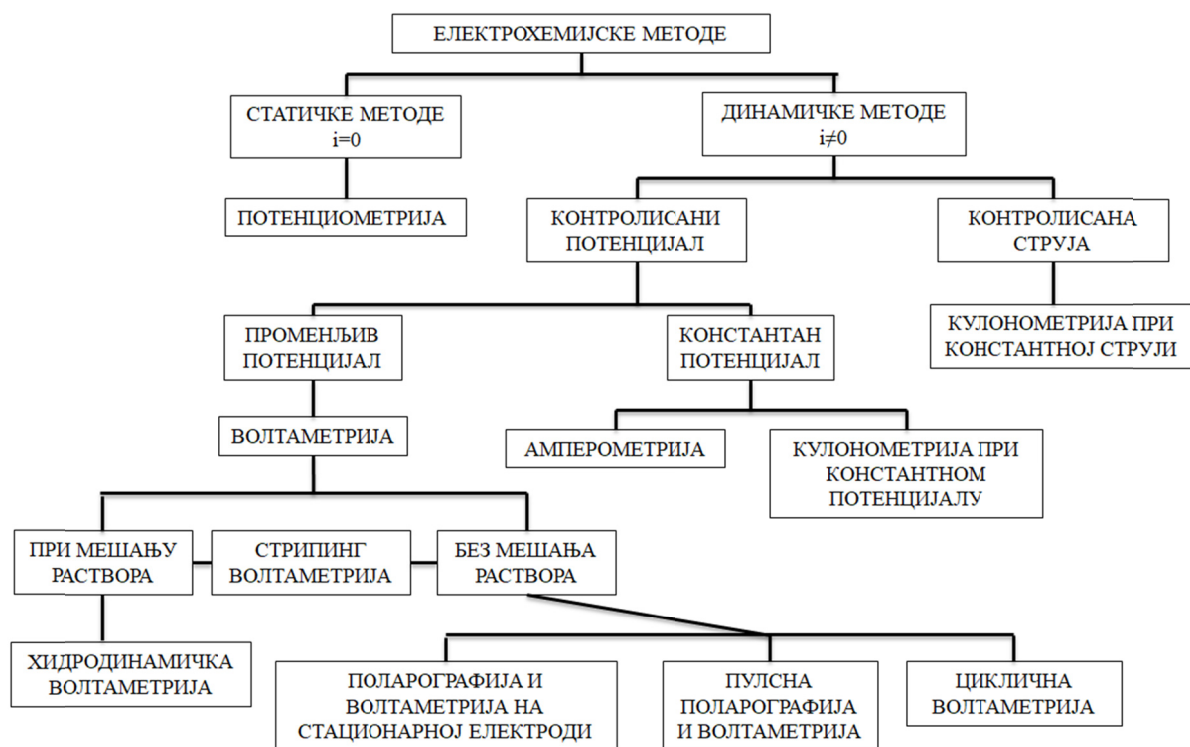 ЕЛЕКТРОХЕМИЈСКЕ МЕТОДЕ
СТАТИЧКЕ МЕТОДЕ
i=0
ДИНАМИЧКЕ МЕТОДЕ
i≠0
ПОТЕНЦИОМЕТРИЈА
КОНТРОЛИСАНИ
ПОТЕНЦИЈАЛ
КОНТРОЛИСАНА
СТРУЈА
ПРОМЕНЉИВ
ПОТЕНЦИЈАЛ
КОНСТАНТАН
ПОТЕНЦИЈАЛ
КУЛОНОМЕТРИЈА ПРИ
КОНСТАНТНОЈ СТРУЈИ
ВОЛТАМЕТРИЈА
АМПЕРОМЕТРИЈА
КУЛОНОМЕТРИЈА ПРИ
КОНСТАНТНОМ
ПОТЕНЦИЈАЛУ
ПРИ МЕШАЊУ
РАСТВОРА
СТРИПИНГ
ВОЛТАМЕТРИЈА
БЕЗ МЕШАЊА
РАСТВОРА
ХИДРОДИНАМИЧКА
ВОЛТАМЕТРИЈА
ПОЛАРОГРАФИЈА И
ВОЛТАМЕТРИЈА НА
СТАЦИОНАРНОЈ ЕЛЕКТРОДИ
ПУЛСНА
ПОЛАРОГРАФИЈА
И ВОЛТАМЕТРИЈА
ЦИКЛИЧНА
ВОЛТАМЕТРИЈА